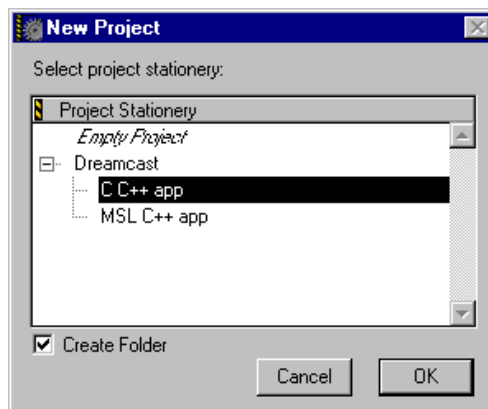 New Project
Select project stationery:
Project Stationery
Empty Project
Dreamcast
C C++ app
MSL C++ app
Create Folder
Cancel OK